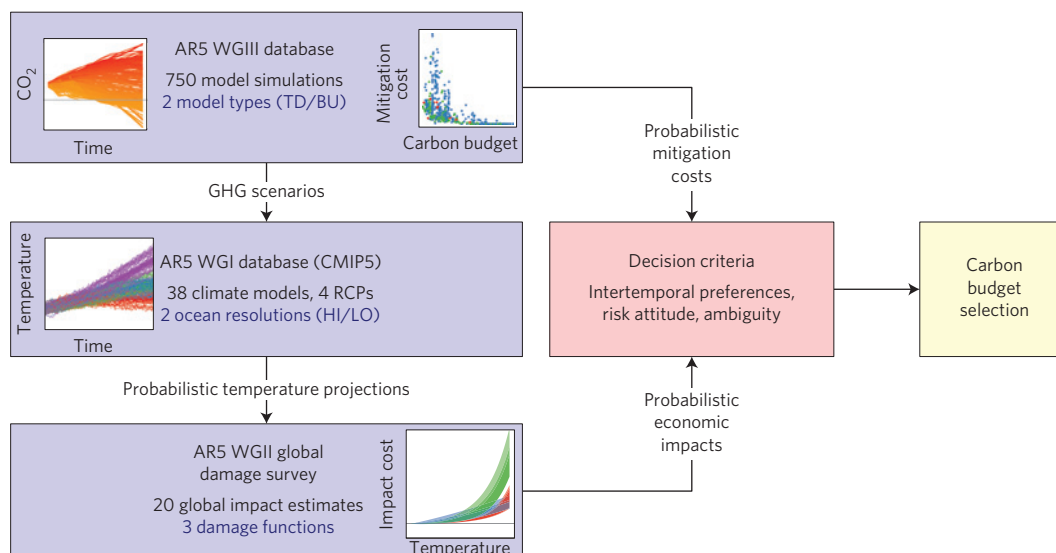 CO2
Time
AR5 WGIII database
750 model simulations
2 model types (TD/BU)
Mitigation
cost
Carbon budget
GHG scenarios
Probabilistic
mitigation
costs
Temperature
Time
AR5 WGI database (CMIP5)
38 climate models, 4 RCPs
2 ocean resolutions (HI/LO)
Decision criteria
Intertemporal preferences,
risk attitude, ambiguity
Carbon
budget
selection
Probabilistic temperature projections
Probabilistic
economic
impacts
AR5 WGII global
damage survey
20 global impact estimates
3 damage functions
Impact cost
Temperature